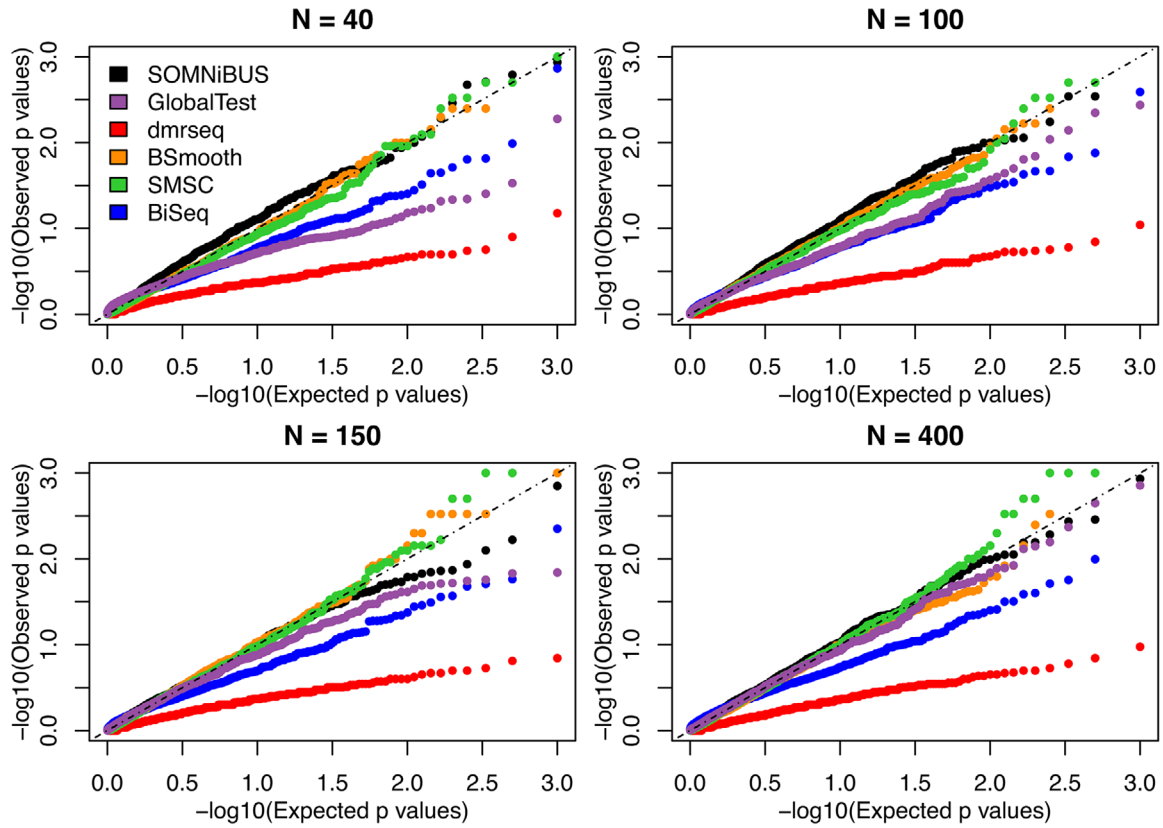 N = 40
−log10(Observed p values)
0.0 1.0 2.0 3.0
SOMNiBUS
GlobalTest
dmrseq
BSmooth
SMSC
BiSeq
0.0 0.5 1.0 1.5 2.0 2.5 3.0
−log10(Expected p values)
N = 100
−log10(Observed p values)
0.0 1.0 2.0 3.0
0.0 0.5 1.0 1.5 2.0 2.5 3.0
−log10(Expected p values)
N = 150
−log10(Observed p values)
0.0 1.0 2.0 3.0
0.0 0.5 1.0 1.5 2.0 2.5 3.0
−log10(Expected p values)
N = 400
−log10(Observed p values)
0.0 1.0 2.0 3.0
0.0 0.5 1.0 1.5 2.0 2.5 3.0
−log10(Expected p values)